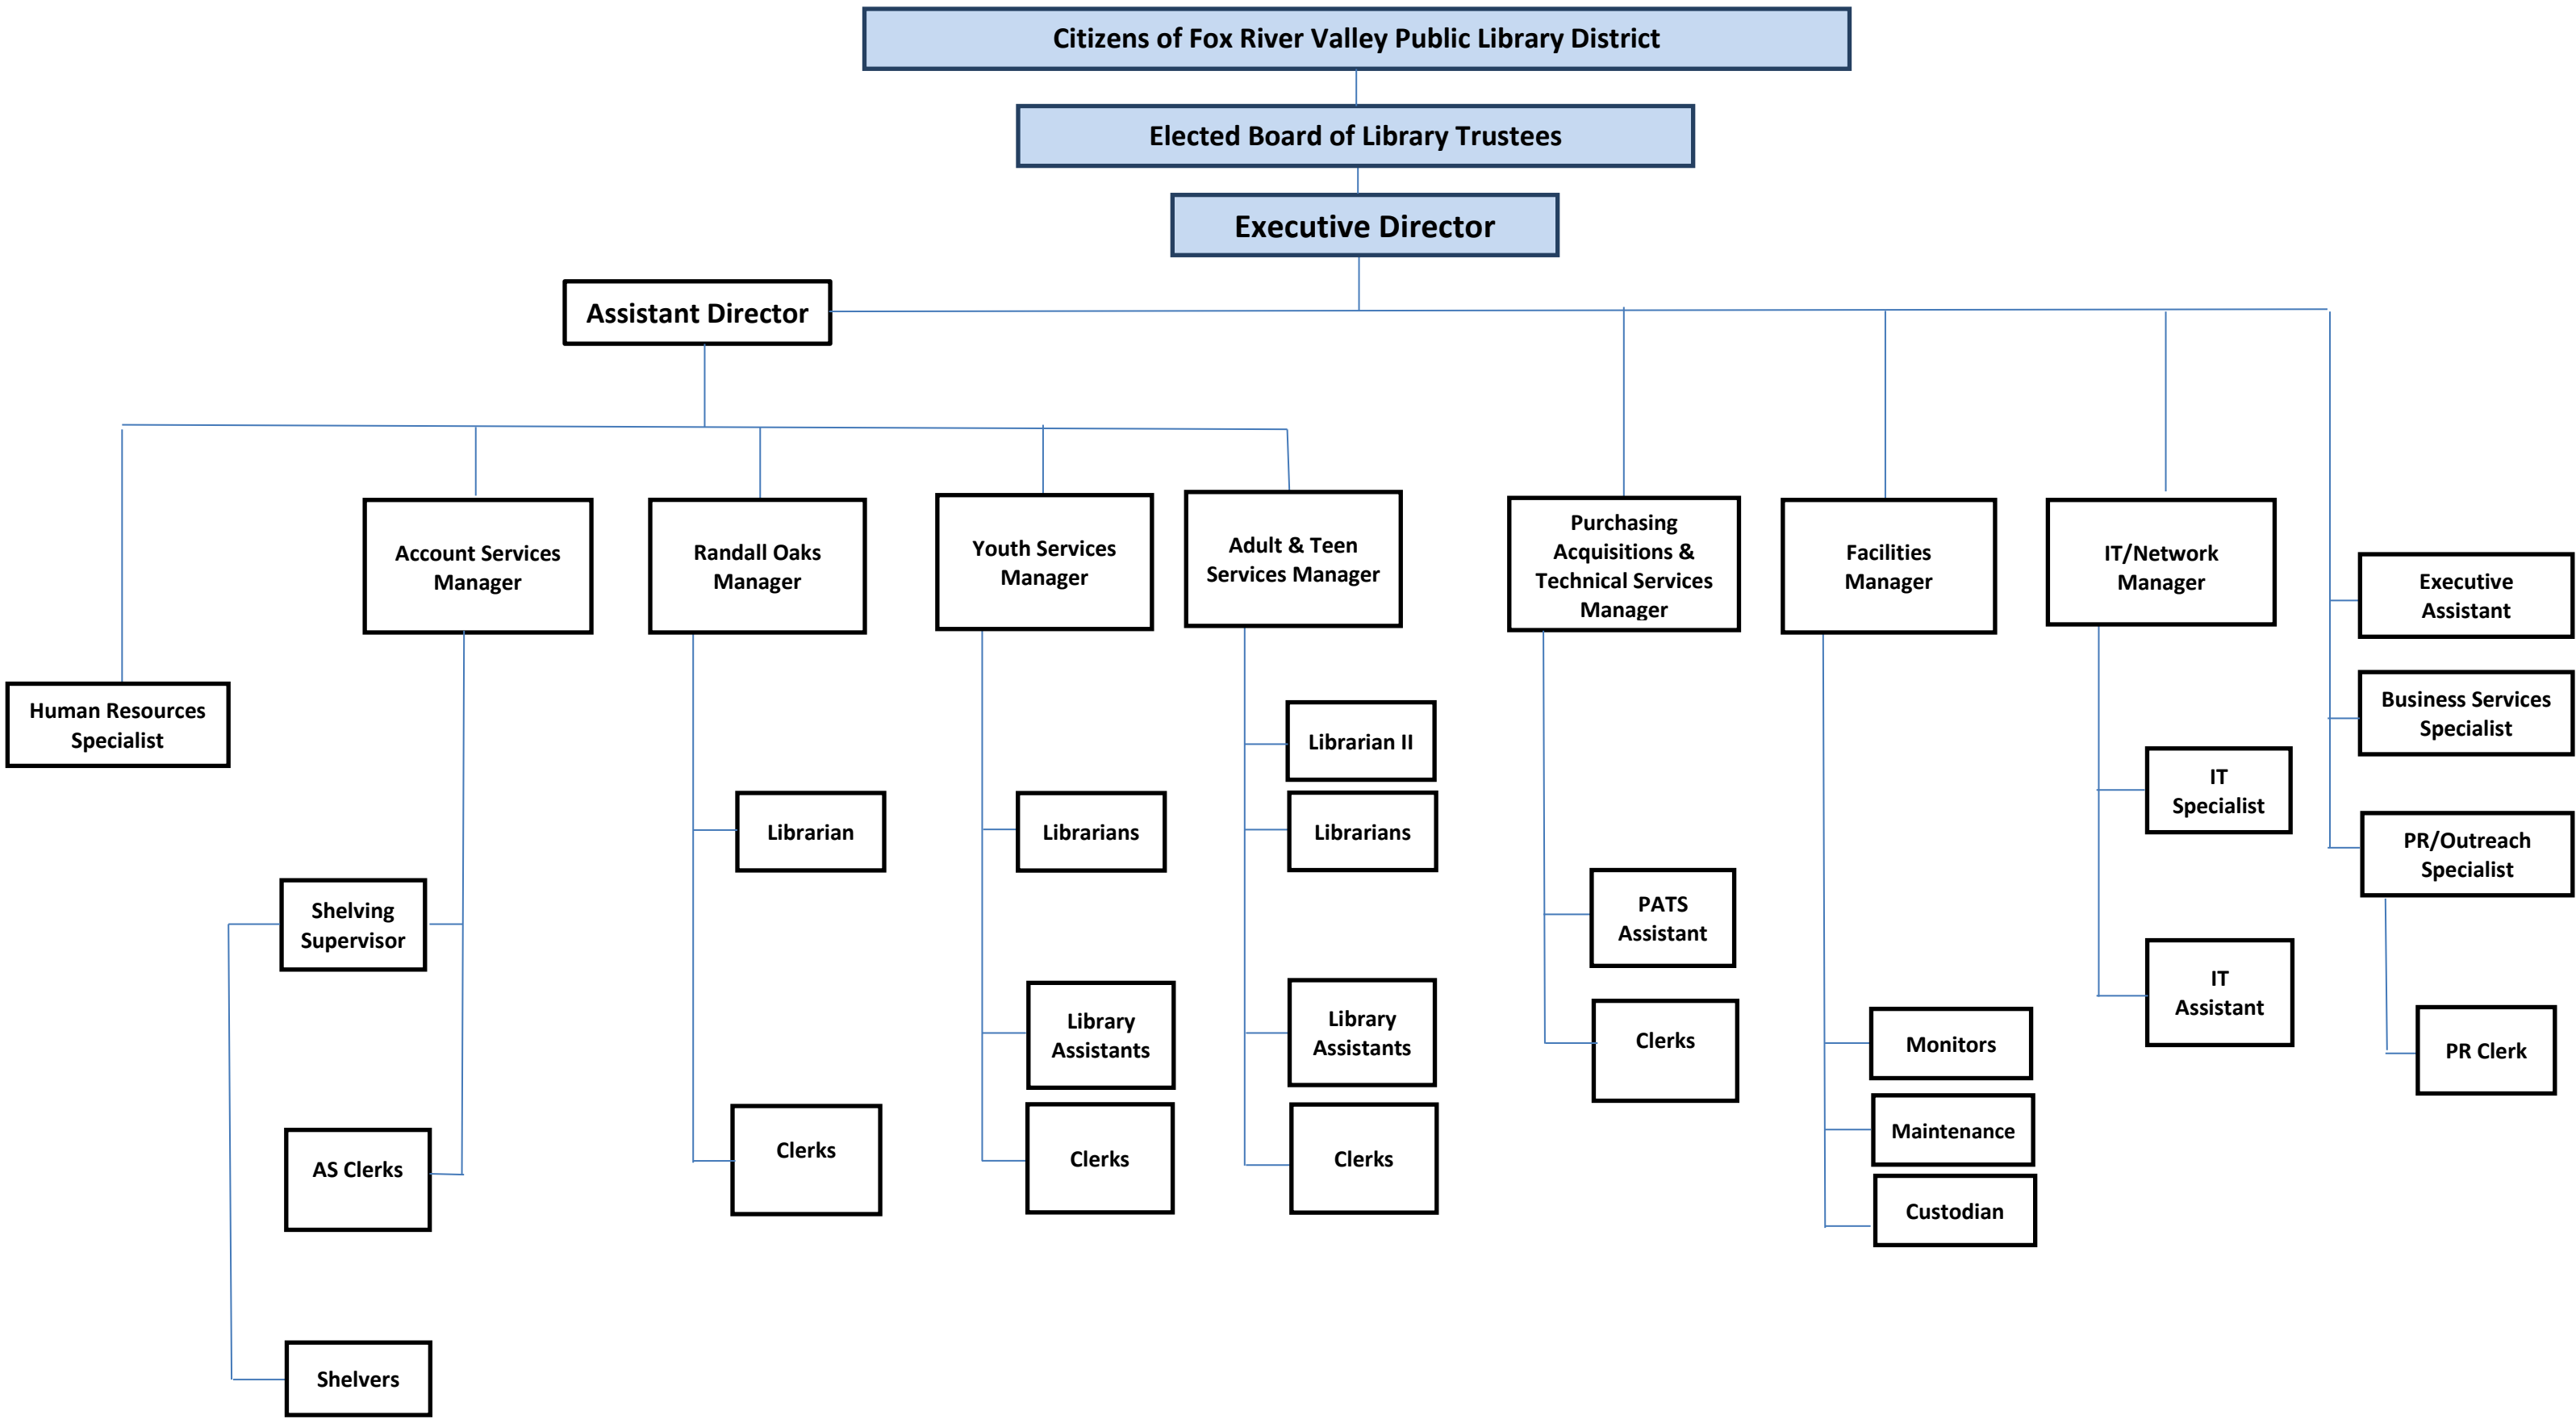 Citizens of Fox River Valley Public Library District
Elected Board of Library Trustees
Executive Director
Assistant Director
Human Resources
Specialist
Account Services
Manager
Shelving
Supervisor
AS Clerks
Shelvers
Randall Oaks
Manager
Librarian
Clerks
Youth Services
Manager
Librarians
Library
Assistants
Clerks
Adult & Teen
Services Manager
Librarian II
Librarians
Library
Assistants
Clerks
Purchasing
Acquisitions &
Technical Services
Manager
PATS
Assistant
Clerks
Facilities
Manager
Monitors
Maintenance
Custodian
IT/Network
Manager
IT
Specialist
IT
Assistant
Executive
Assistant
Business Services
Specialist
PR/Outreach
Specialist
PR Clerk